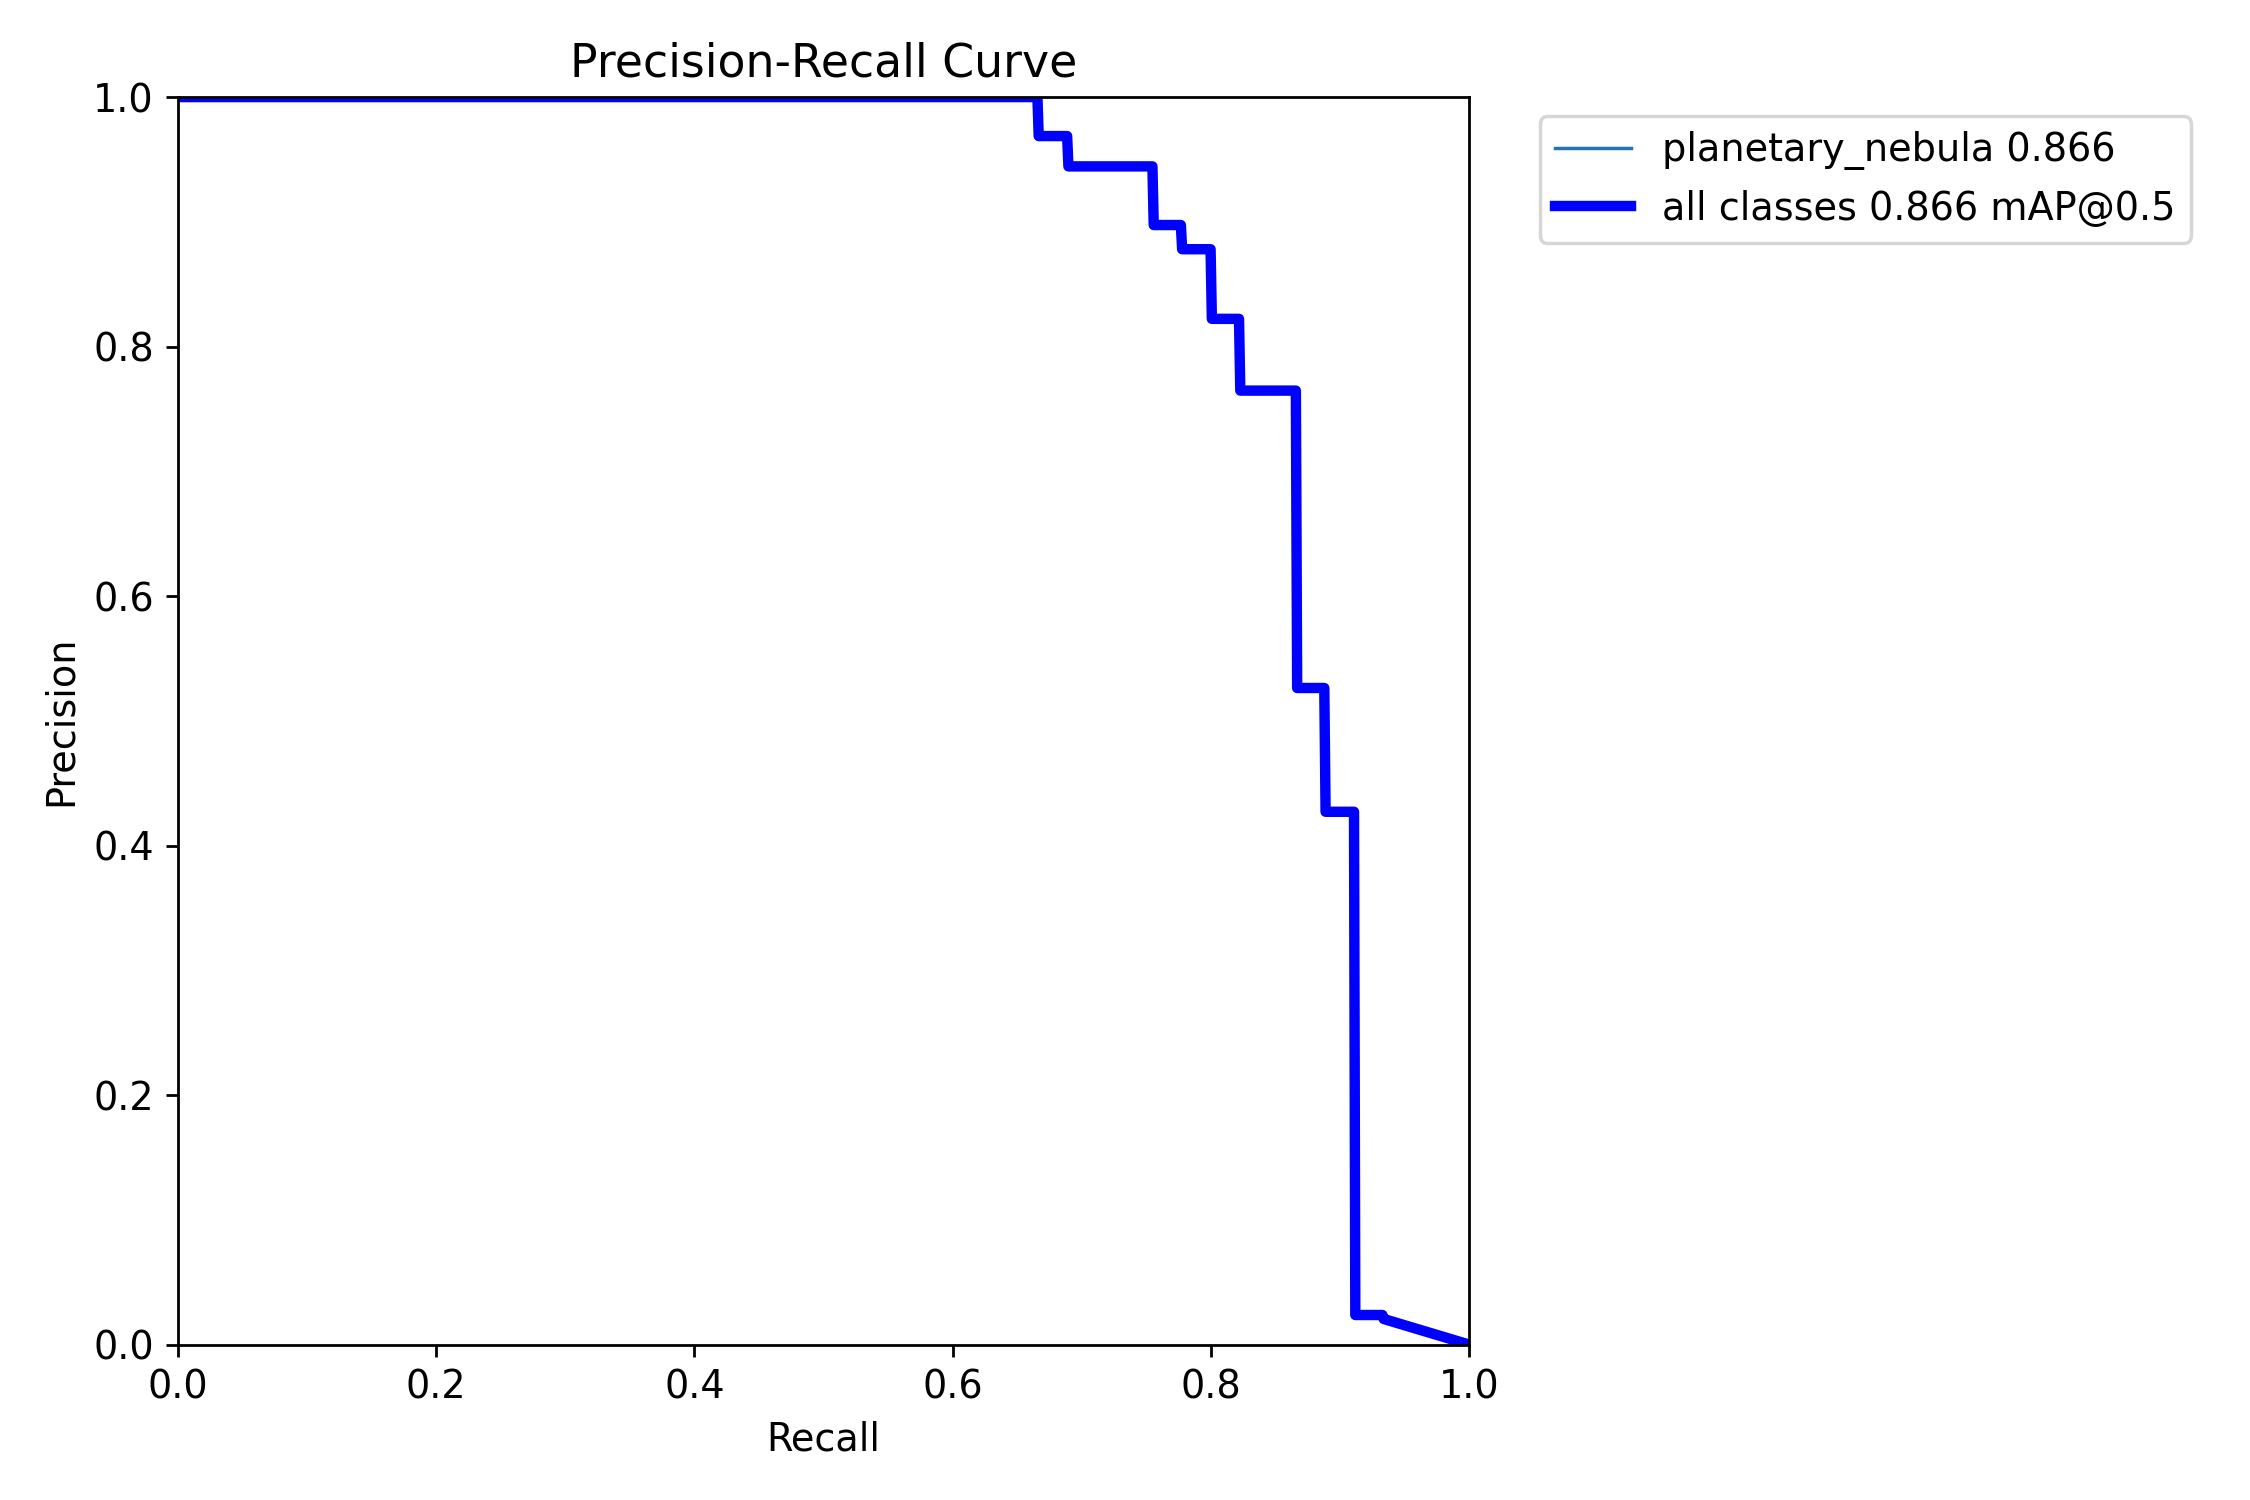 Precision-Recall Curve
1.0
0.8
0.6
0.4
0.2
0.0
Precision
0.0 0.2 0.4 0.6 0.8 1.0
Recall
planetary_nebula 0.866
all classes 0.866 mAP@0.5